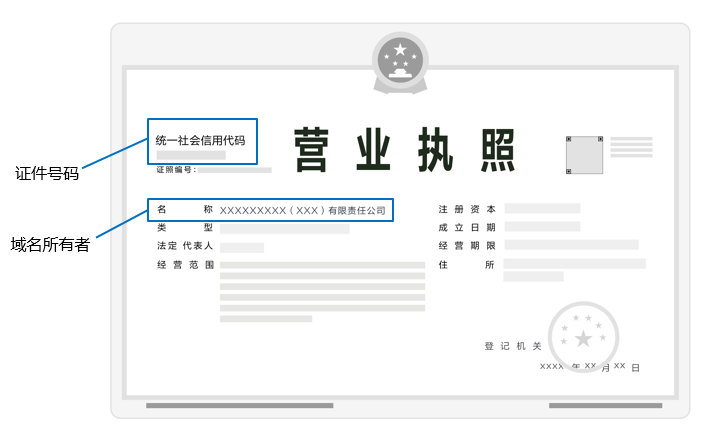 统一社会信用代码
证照编号：
营业执照
证件号码
名称 XXXXXXXXX（XXX）有限责任公司
域名所有者
类型
法定代表人
经营范围
注册资本
成立日期
经营期限
住所
登记机关
XXXX 年 XX 月 XX 日